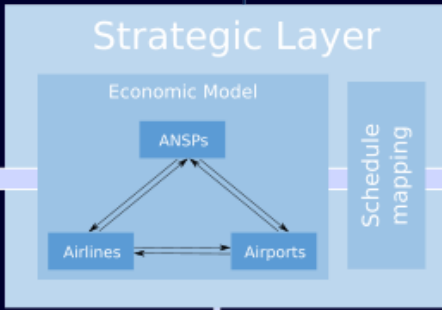 Strategic Layer
Economic Model
ANSPs
Airlines
Airports
Schedule
mapping